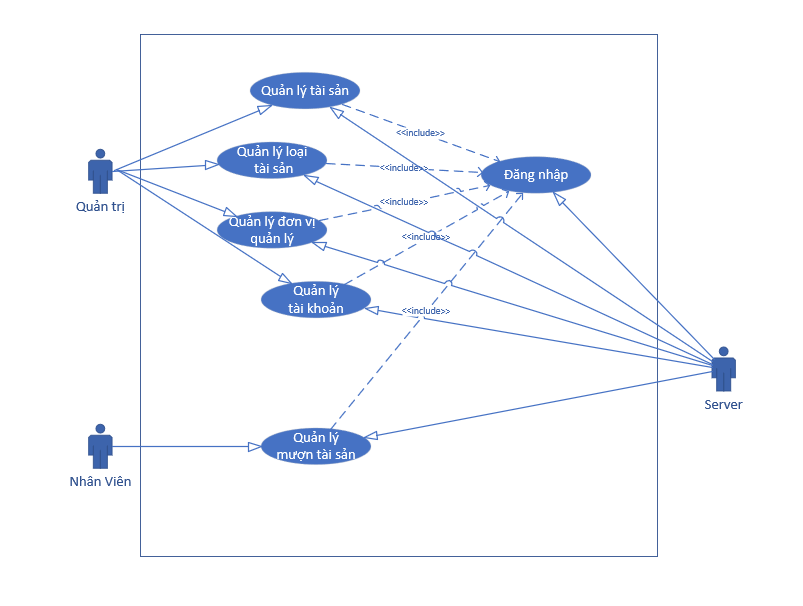 Quản lý tài sản
<<include>>
Quản lý loại
tài sản
<<include>>
Đăng nhập
Quản trị
<<include>>
Quản lý đơn vị
quản lý
<<include>>
Quản lý
tài khoản
<<include>>
Server
Quản lý
mượn tài sản
Nhân Viên